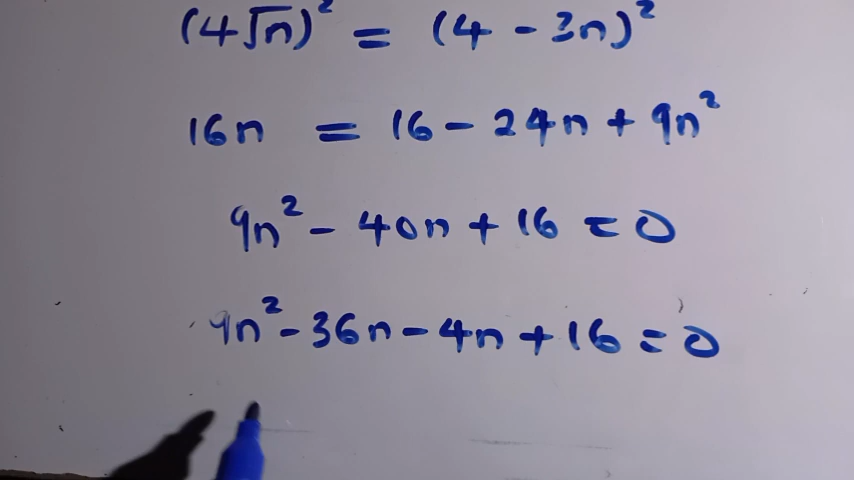 (4√n)² = (4 - 3n)²
16n = 16 - 24n + 9n²
9n² - 40n + 16 = 0
9n² - 36n - 4n + 16 = 0